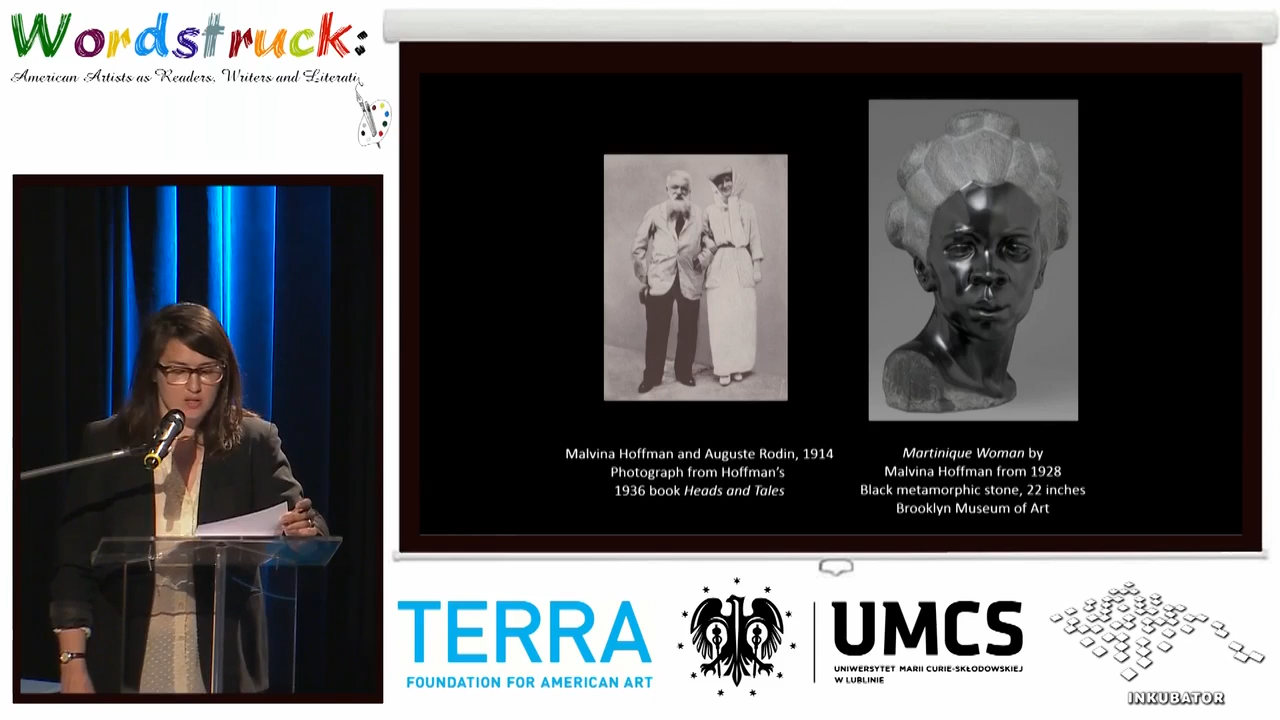 Wordstruck:
American Artists as Readers, Writers and Literati
Malvina Hoffman and Auguste Rodin, 1914
Photograph from Hoffman's
1936 book Heads and Tales
Martinique Woman by
Malvina Hoffman from 1928
Black metamorphic stone, 22 inches
Brooklyn Museum of Art
TERRA
FOUNDATION FOR AMERICAN ART
UMCS
UNIWERSYTET MARII CURIE-SKŁODOWSKIEJ
W LUBLINIE
INKUBATOR